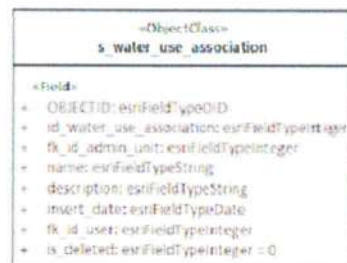 «ObjectClass»
s_water_use_association
«Field»
+ OBJECTID: esriFieldTypeOID
+ id_water_use_association: esriFieldTypeInteger
+ fk_id_admin_unit: esriFieldTypeInteger
+ name: esriFieldTypeString
+ description: esriFieldTypeString
+ insert_date: esriFieldTypeDate
+ fk_id_user: esriFieldTypeInteger
+ is_deleted: esriFieldTypeInteger = 0